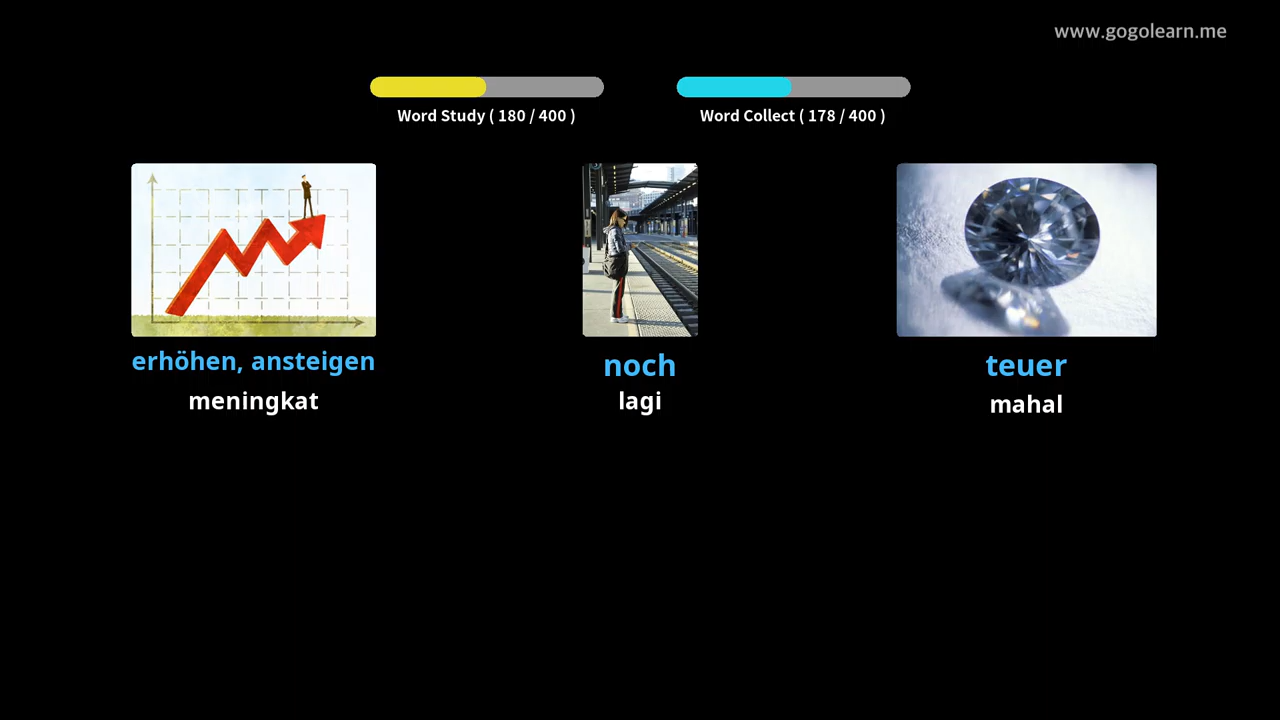 www.gogolearn.me
Word Study ( 180 / 400 )
Word Collect ( 178 / 400 )
erhöhen, ansteigen
meningkat
noch
lagi
teuer
mahal